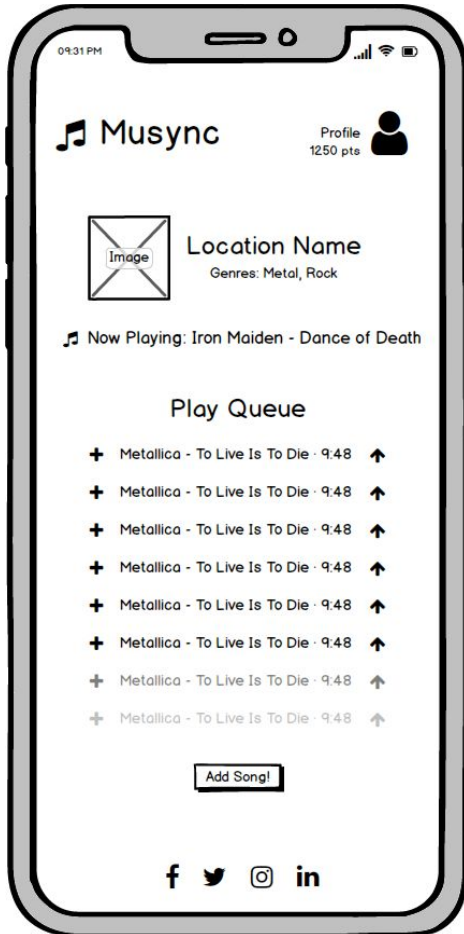 09:31 PM
Musync
Profile
1250 pts
Image
Location Name
Genres: Metal, Rock
Now Playing: Iron Maiden - Dance of Death
Play Queue
Metallica - To Live Is To Die · 9:48
Metallica - To Live Is To Die · 9:48
Metallica - To Live Is To Die · 9:48
Metallica - To Live Is To Die · 9:48
Metallica - To Live Is To Die · 9:48
Metallica - To Live Is To Die · 9:48
Metallica - To Live Is To Die · 9:48
Metallica - To Live Is To Die · 9:48
Add Song!